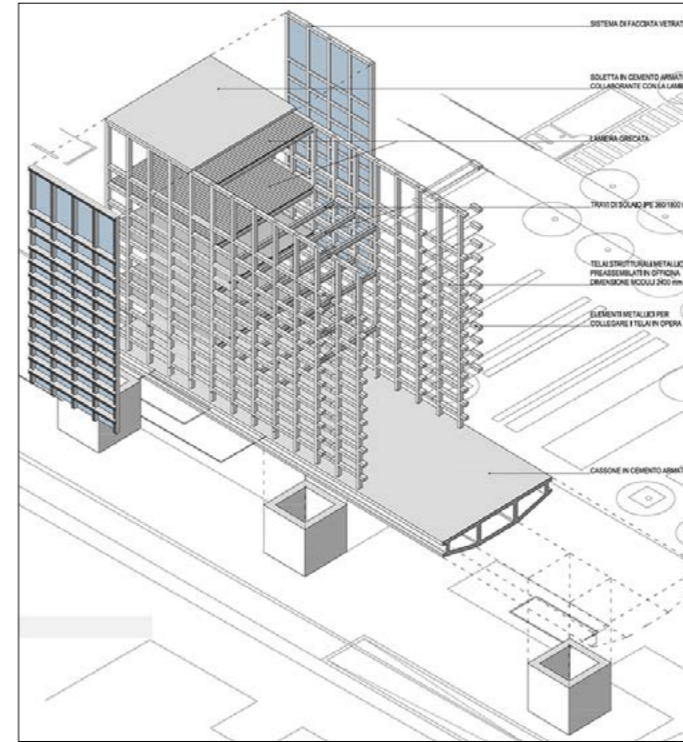 SISTEMA DI FACCIATA VETRAT
SOLETTA IN CEMENTO ARMAT
COLLABORANTE CON LA LAMI
LAMIERA GRECATA
TRAVI DI SOLAIO IPE 360/1800
TELAI STRUTTURALI METALLIC
PREASSEMBLATI IN OFFICINA
DIMENSIONE MODULI 2400 mm
ELEMENTI METALLICI PER
COLLEGARE I TELAI IN OPERA
CASSONE IN CEMENTO ARMAT